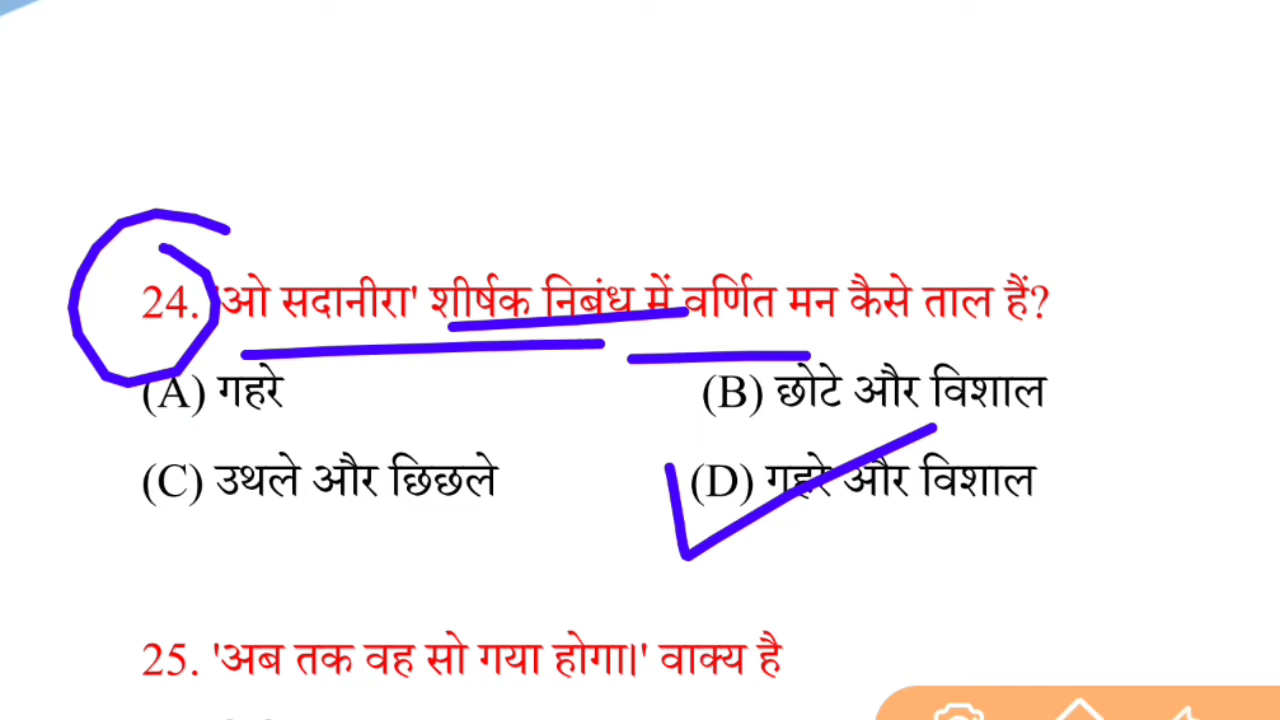 24. 'ओ सदानीरा' शीर्षक निबंध में वर्णित मन कैसे ताल हैं?
(A) गहरे (B) छोटे और विशाल
(C) उथले और छिछले (D) गहरे और विशाल
25. 'अब तक वह सो गया होगा।' वाक्य है